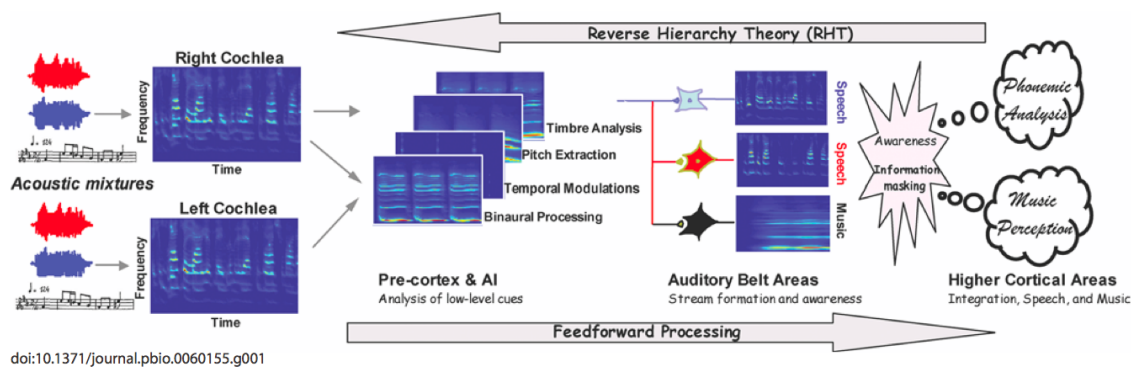 Reverse Hierarchy Theory (RHT)
Right Cochlea
Frequency
Time
Acoustic mixtures
Left Cochlea
Frequency
Time
Timbre Analysis
Pitch Extraction
Temporal Modulations
Binaural Processing
Pre-cortex & AI
Analysis of low-level cues
Speech
Speech
Music
Auditory Belt Areas
Stream formation and awareness
Awareness
Information
masking
Phonemic
Analysis
Music
Perception
Higher Cortical Areas
Integration, Speech, and Music
Feedforward Processing
doi:10.1371/journal.pbio.0060155.g001